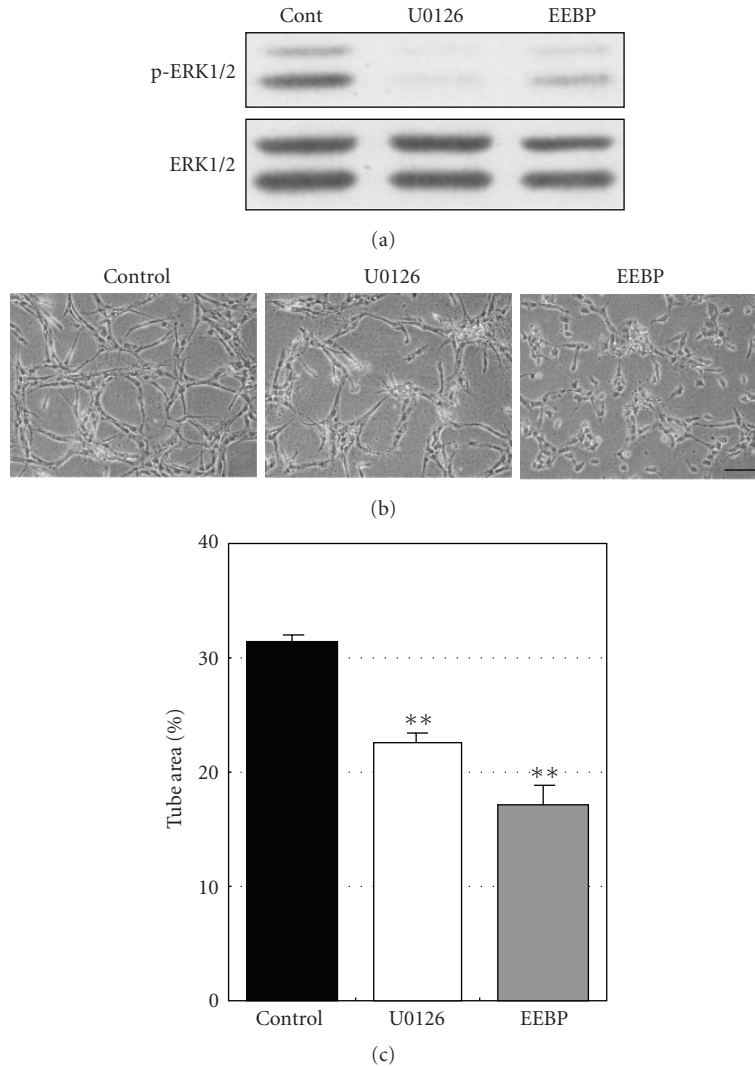 Cont U0126 EEBP
p-ERK1/2
ERK1/2
(a)
Control U0126 EEBP
(b)
40
30
20
10
0
Tube area (%)
**
**
Control U0126 EEBP
(c)